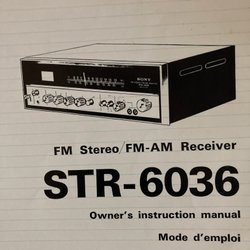 SONY
FM Stereo/FM-AM Receiver
STR-6036
Owner's instruction manual
Mode d'emploi